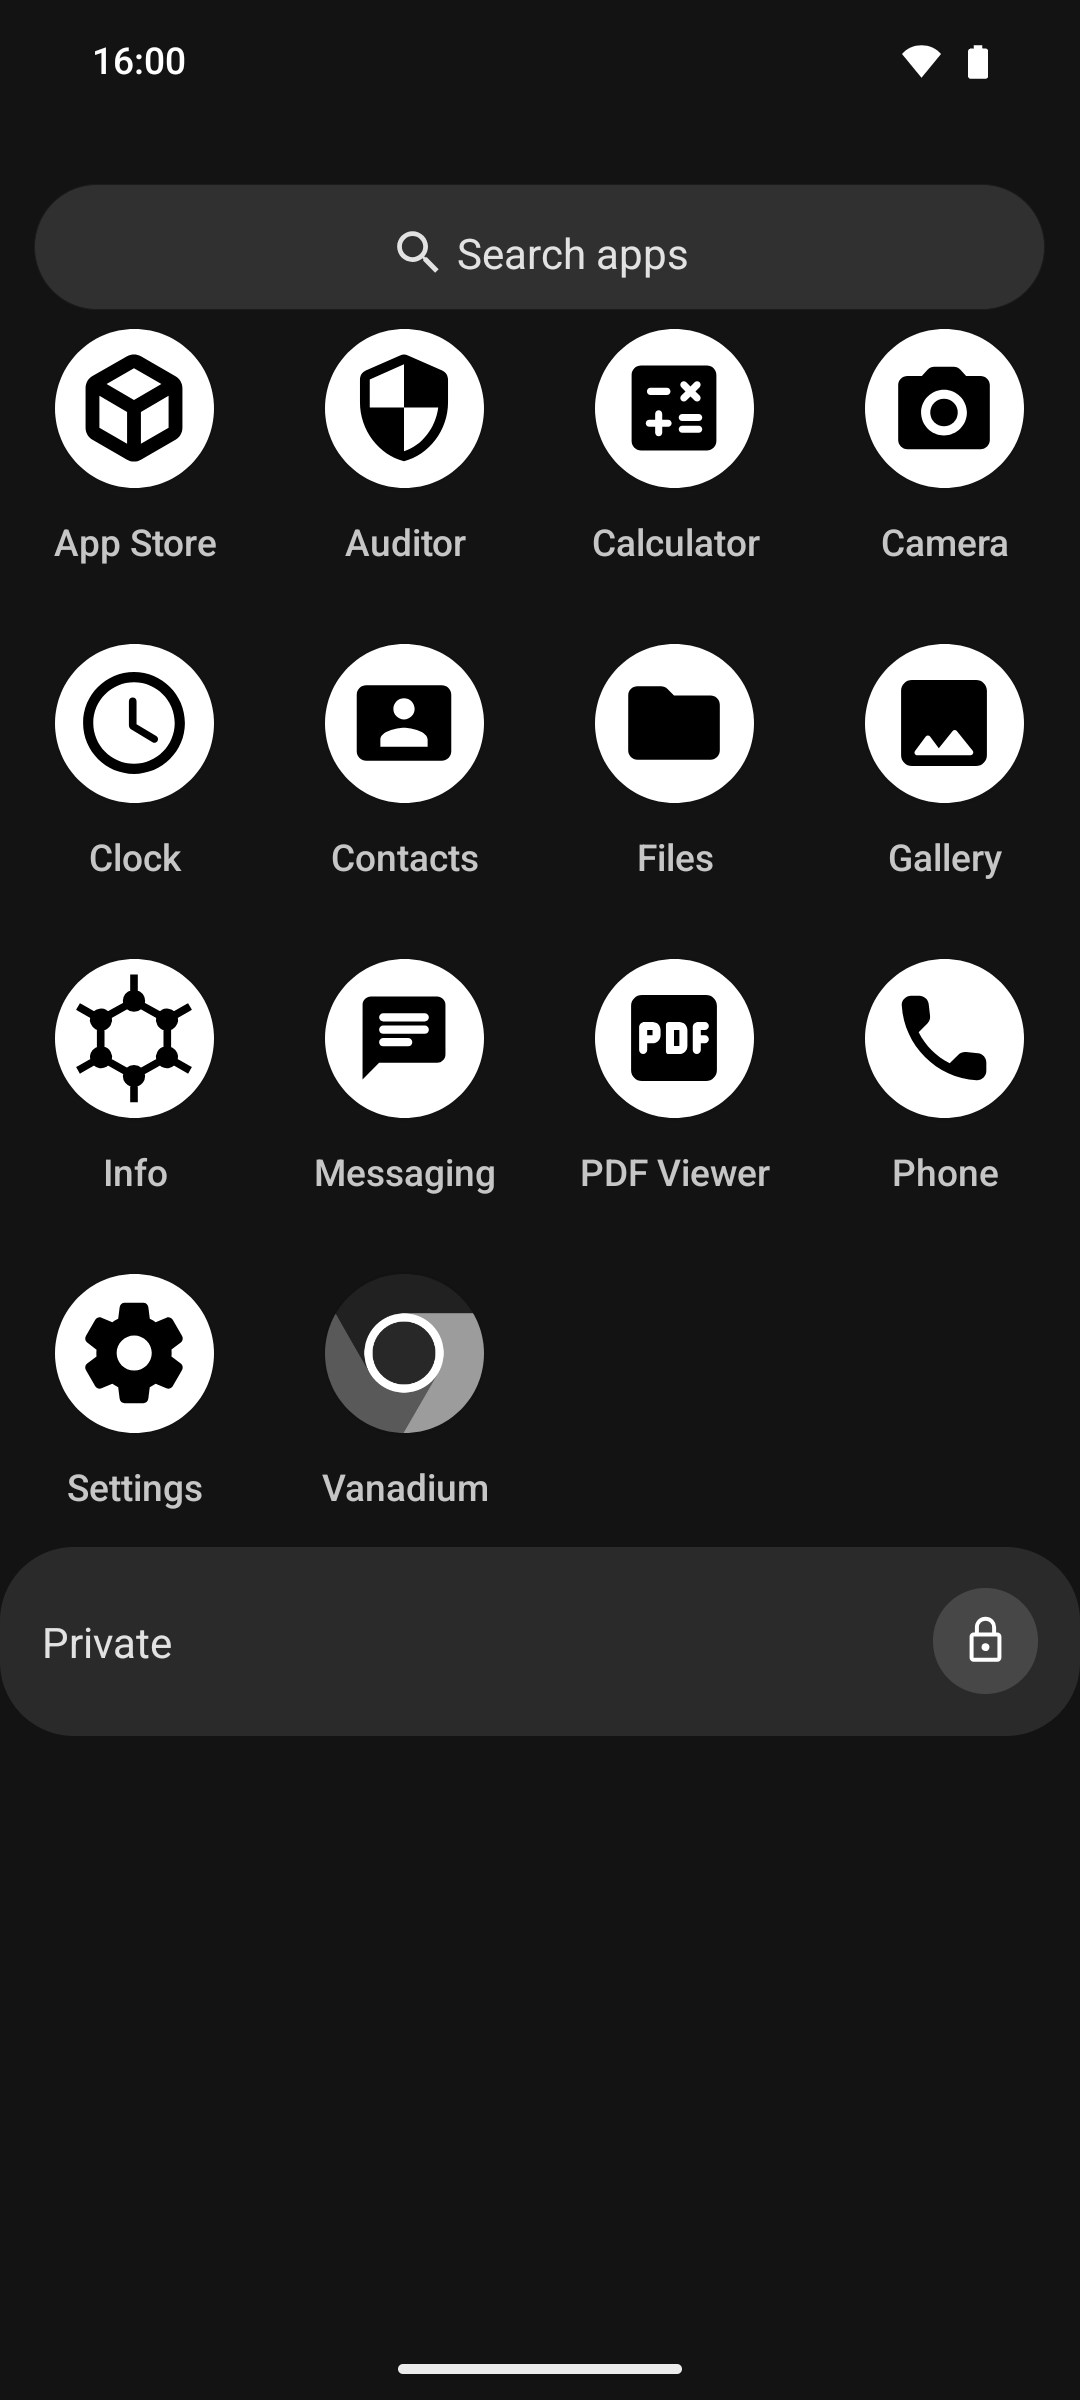 16:00
Search apps
App Store Auditor Calculator Camera
Clock Contacts Files Gallery
PDF
Info Messaging PDF Viewer Phone
Settings Vanadium
Private